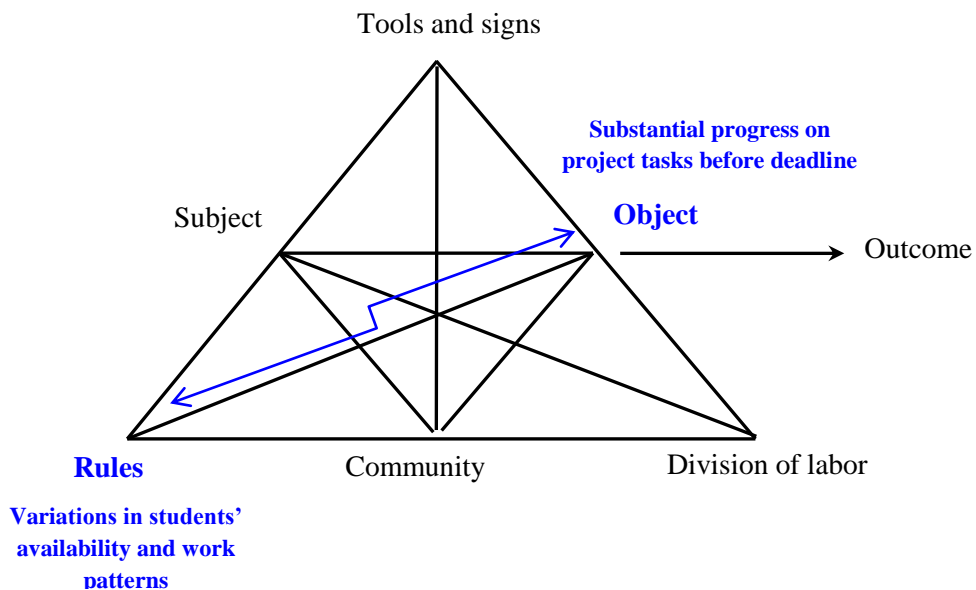 Tools and signs
Substantial progress on
project tasks before deadline
Subject
Object
Outcome
Rules
Community
Division of labor
Variations in students’
availability and work
patterns